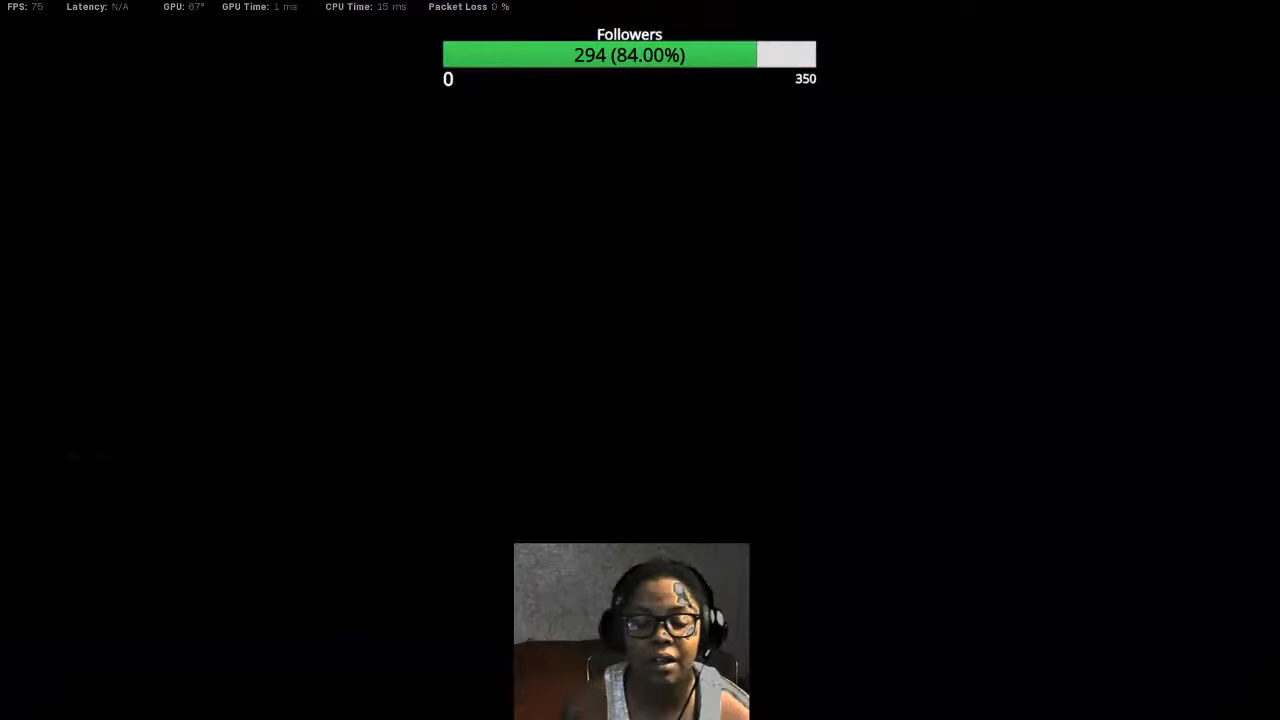 FPS: 75 Latency: N/A GPU: 67° GPU Time: 1 ms CPU Time: 15 ms Packet Loss 0 %
Followers
294 (84.00%)
0 350